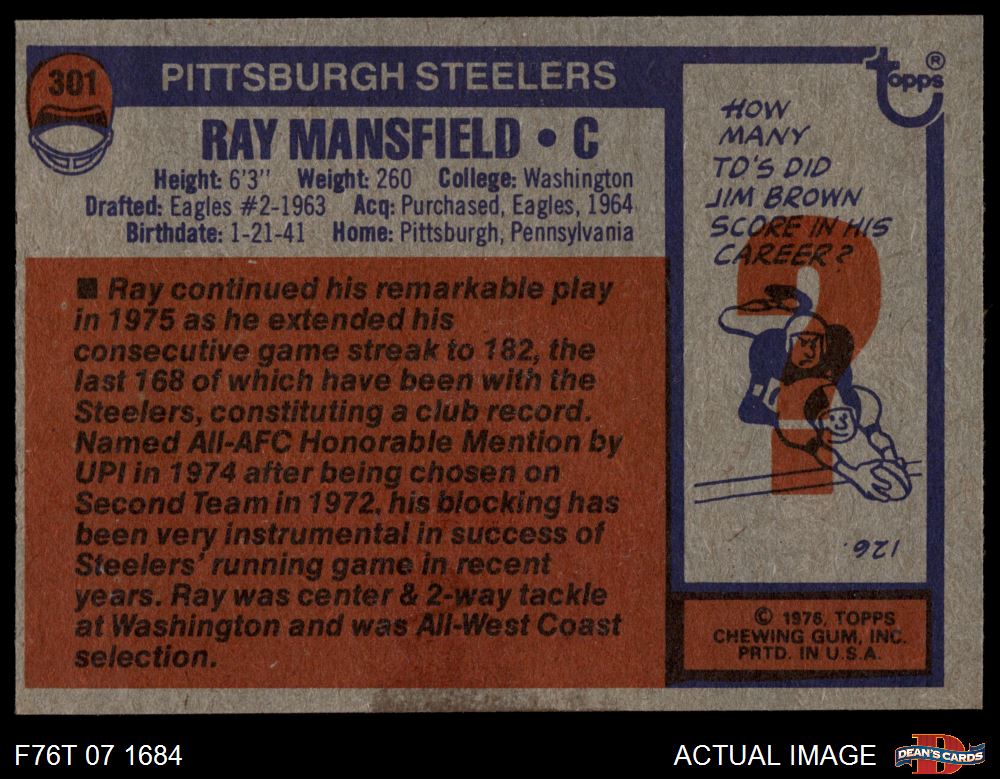 301
PITTSBURGH STEELERS
RAY MANSFIELD • C
Height: 6'3" Weight: 260 College: Washington
Drafted: Eagles #2-1963 Acq: Purchased, Eagles, 1964
Birthdate: 1-21-41 Home: Pittsburgh, Pennsylvania
■ Ray continued his remarkable play
in 1975 as he extended his
consecutive game streak to 182, the
last 168 of which have been with the
Steelers, constituting a club record.
Named All-AFC Honorable Mention by
UPI in 1974 after being chosen on
Second Team in 1972, his blocking has
been very instrumental in success of
Steelers' running game in recent
years. Ray was center & 2-way tackle
at Washington and was All-West Coast
selection.
topps®
HOW
MANY
TD'S DID
JIM BROWN
SCORE IN HIS
CAREER?
126.
© 1976, TOPPS
CHEWING GUM, INC.
PRTD. IN U.S.A.
F76T 07 1684
ACTUAL IMAGE
DEAN'S CARDS